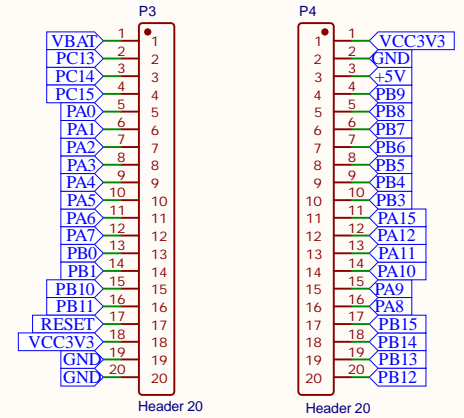 P3
VBAT 1 1
PC13 2 2
PC14 3 3
PC15 4 4
PA0 5 5
PA1 6 6
PA2 7 7
PA3 8 8
PA4 9 9
PA5 10 10
PA6 11 11
PA7 12 12
PB0 13 13
PB1 14 14
PB10 15 15
PB11 16 16
RESET 17 17
VCC3V3 18 18
GND 19 19
GND 20 20
Header 20
P4
1 1 VCC3V3
2 2 GND
3 3 +5V
4 4 PB9
5 5 PB8
6 6 PB7
7 7 PB6
8 8 PB5
9 9 PB4
10 10 PB3
11 11 PA15
12 12 PA12
13 13 PA11
14 14 PA10
15 15 PA9
16 16 PA8
17 17 PB15
18 18 PB14
19 19 PB13
20 20 PB12
Header 20